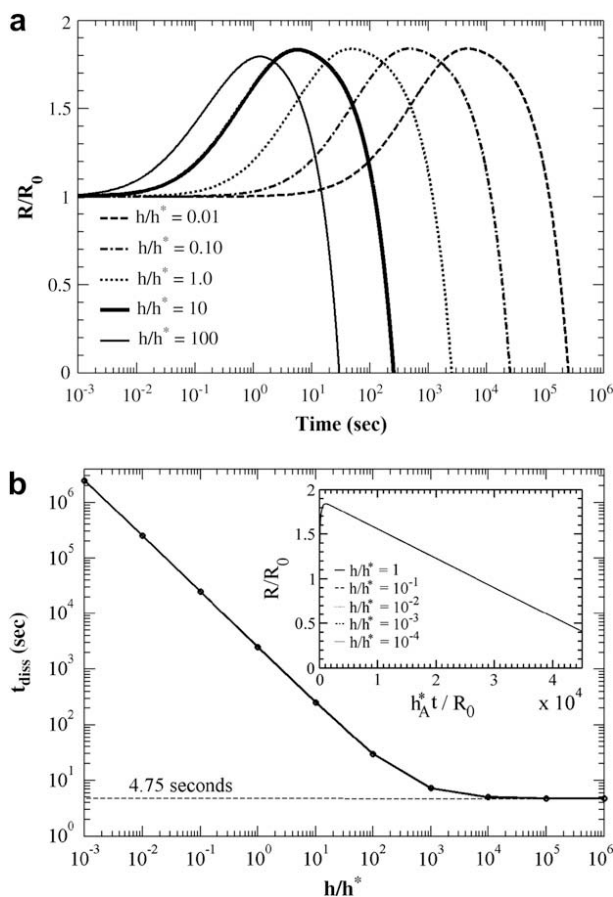 a
2
1.5
1
0.5
0
R/R₀
h/h* = 0.01
h/h* = 0.10
h/h* = 1.0
h/h* = 10
h/h* = 100
10⁻³ 10⁻² 10⁻¹ 10⁰ 10¹ 10² 10³ 10⁴ 10⁵ 10⁶
Time (sec)
b
10⁶
10⁵
10⁴
10³
10²
10¹
10⁰
t_diss (sec)
4.75 seconds
2
1.5
1
0.5
0
R/R₀
h/h* = 1
h/h* = 10⁻¹
h/h* = 10⁻²
h/h* = 10⁻³
h/h* = 10⁻⁴
0 1 2 3 4
h*_A t / R₀ x 10⁴
10⁻³ 10⁻² 10⁻¹ 10⁰ 10¹ 10² 10³ 10⁴ 10⁵ 10⁶
h/h*